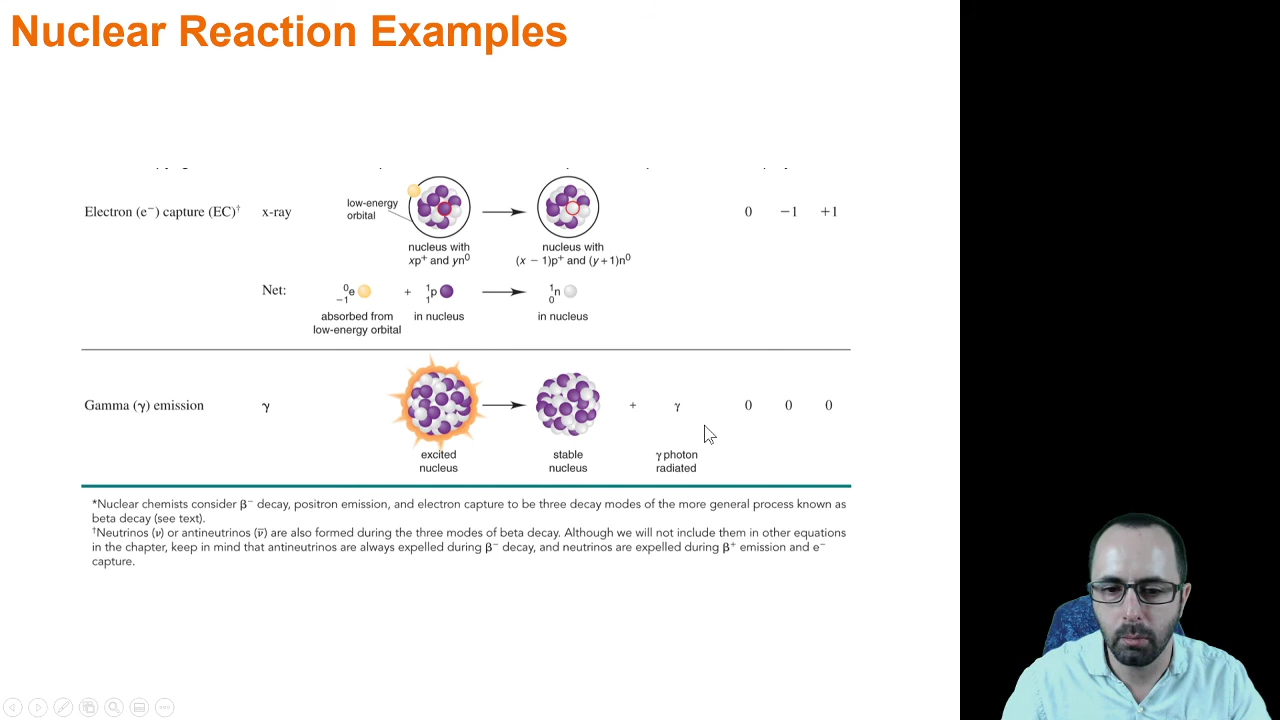 Nuclear Reaction Examples
Electron (e⁻) capture (EC)† x-ray low-energy orbital 0 −1 +1
nucleus with nucleus with
xp⁺ and yn⁰ (x − 1)p⁺ and (y + 1)n⁰
Net: ⁰₋₁e + ¹₁p ¹₀n
absorbed from in nucleus in nucleus
low-energy orbital
Gamma (γ) emission γ + γ 0 0 0
excited stable γ photon
nucleus nucleus radiated
*Nuclear chemists consider β⁻ decay, positron emission, and electron capture to be three decay modes of the more general process known as
beta decay (see text).
†Neutrinos (ν) or antineutrinos (ν̅) are also formed during the three modes of beta decay. Although we will not include them in other equations
in the chapter, keep in mind that antineutrinos are always expelled during β⁻ decay, and neutrinos are expelled during β⁺ emission and e⁻
capture.